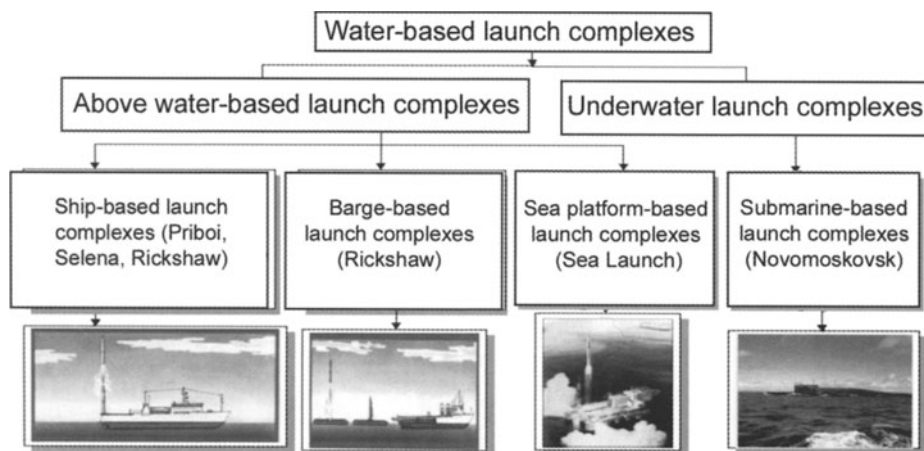 Water-based launch complexes
Above water-based launch complexes
Underwater launch complexes
Ship-based launch
complexes (Priboi,
Selena, Rickshaw)
Barge-based
launch complexes
(Rickshaw)
Sea platform-based
launch complexes
(Sea Launch)
Submarine-based
launch complexes
(Novomoskovsk)